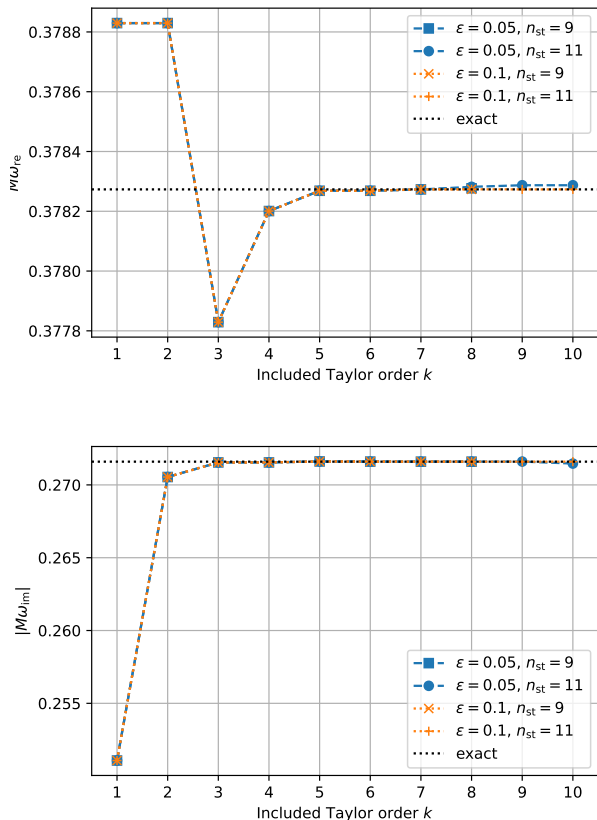 0.3788
0.3786
0.3784
0.3782
0.3780
0.3778
Mω_re
ε = 0.05, n_st = 9
ε = 0.05, n_st = 11
ε = 0.1, n_st = 9
ε = 0.1, n_st = 11
exact
1 2 3 4 5 6 7 8 9 10
Included Taylor order k
0.270
0.265
0.260
0.255
|Mω_im|
ε = 0.05, n_st = 9
ε = 0.05, n_st = 11
ε = 0.1, n_st = 9
ε = 0.1, n_st = 11
exact
1 2 3 4 5 6 7 8 9 10
Included Taylor order k